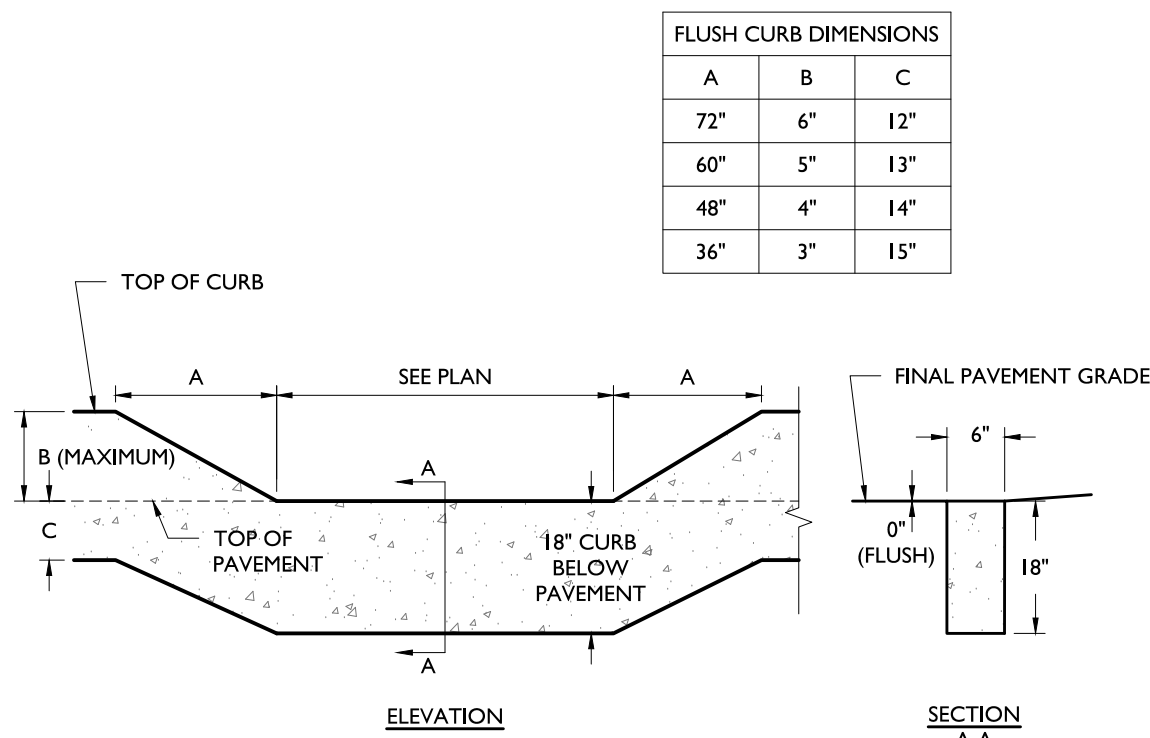 FLUSH CURB DIMENSIONS
A B C
72" 6" 12"
60" 5" 13"
48" 4" 14"
36" 3" 15"
TOP OF CURB
A
SEE PLAN
A
FINAL PAVEMENT GRADE
6"
B (MAXIMUM)
A
C
TOP OF
PAVEMENT
18" CURB
BELOW
PAVEMENT
0"
(FLUSH)
18"
A
ELEVATION
SECTION
A-A